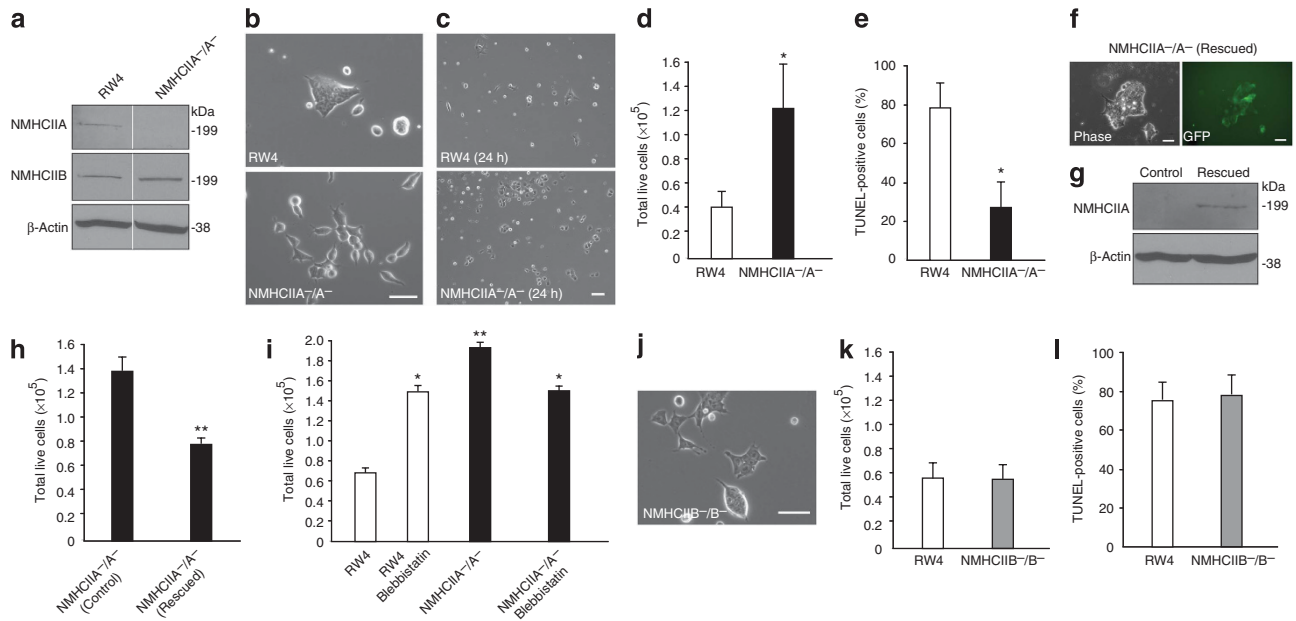 a
RW4
NMHCIIA–/A–
kDa
NMHCIIA
-199
NMHCIIB
-199
β-Actin
-38
b
RW4
NMHCIIA–/A–
c
RW4 (24 h)
NMHCIIA–/A– (24 h)
d
Total live cells (×10⁵)
1.6
1.4
1.2
1.0
0.8
0.6
0.4
0.2
0
*
RW4
NMHCIIA–/A–
e
TUNEL-positive cells (%)
100
80
60
40
20
0
*
RW4
NMHCIIA–/A–
f
NMHCIIA–/A– (Rescued)
Phase
GFP
g
Control
Rescued
kDa
NMHCIIA
-199
β-Actin
-38
h
Total live cells (×10⁵)
1.6
1.4
1.2
1.0
0.8
0.6
0.4
0.2
0
**
NMHCIIA–/A–
(Control)
NMHCIIA–/A–
(Rescued)
i
Total live cells (×10⁵)
2.0
1.8
1.6
1.4
1.2
1.0
0.8
0.6
0.4
0.2
0
*
**
*
RW4
RW4
Blebbistatin
NMHCIIA–/A–
NMHCIIA–/A–
Blebbistatin
j
NMHCIIB–/B–
k
Total live cells (×10⁵)
1.6
1.4
1.2
1.0
0.8
0.6
0.4
0.2
0
RW4
NMHCIIB–/B–
l
TUNEL-positive cells (%)
100
80
60
40
20
0
RW4
NMHCIIB–/B–